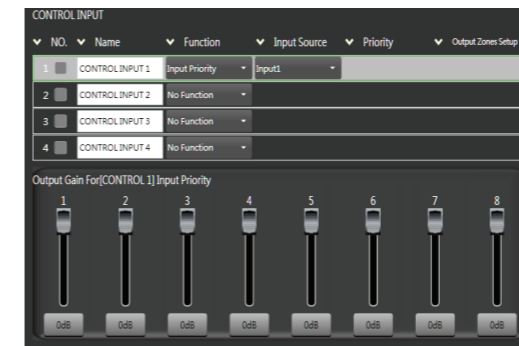 CONTROL INPUT
NO. Name Function Input Source Priority Output Zones Setup
1 CONTROL INPUT 1 Input Priority Input1
2 CONTROL INPUT 2 No Function
3 CONTROL INPUT 3 No Function
4 CONTROL INPUT 4 No Function
Output Gain For[CONTROL 1] Input Priority
1 2 3 4 5 6 7 8
0dB 0dB 0dB 0dB 0dB 0dB 0dB 0dB